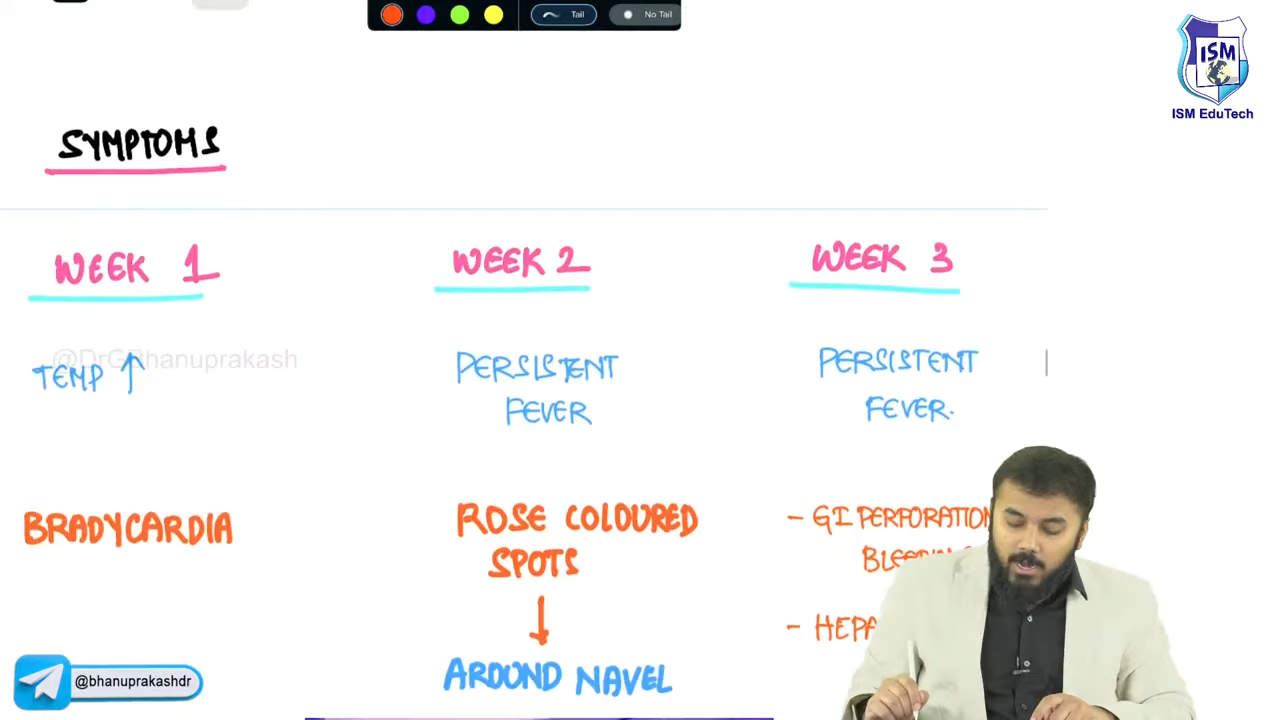 Tail
No Tail
ISM
ISM EduTech
SYMPTOMS
WEEK 1
WEEK 2
WEEK 3
@DrGBhanuprakash
TEMP ↑
PERSISTENT
FEVER
PERSISTENT
FEVER.
BRADYCARDIA
ROSE COLOURED
SPOTS
↓
AROUND NAVEL
- GI PERFORATION
-
@bhanuprakashdr